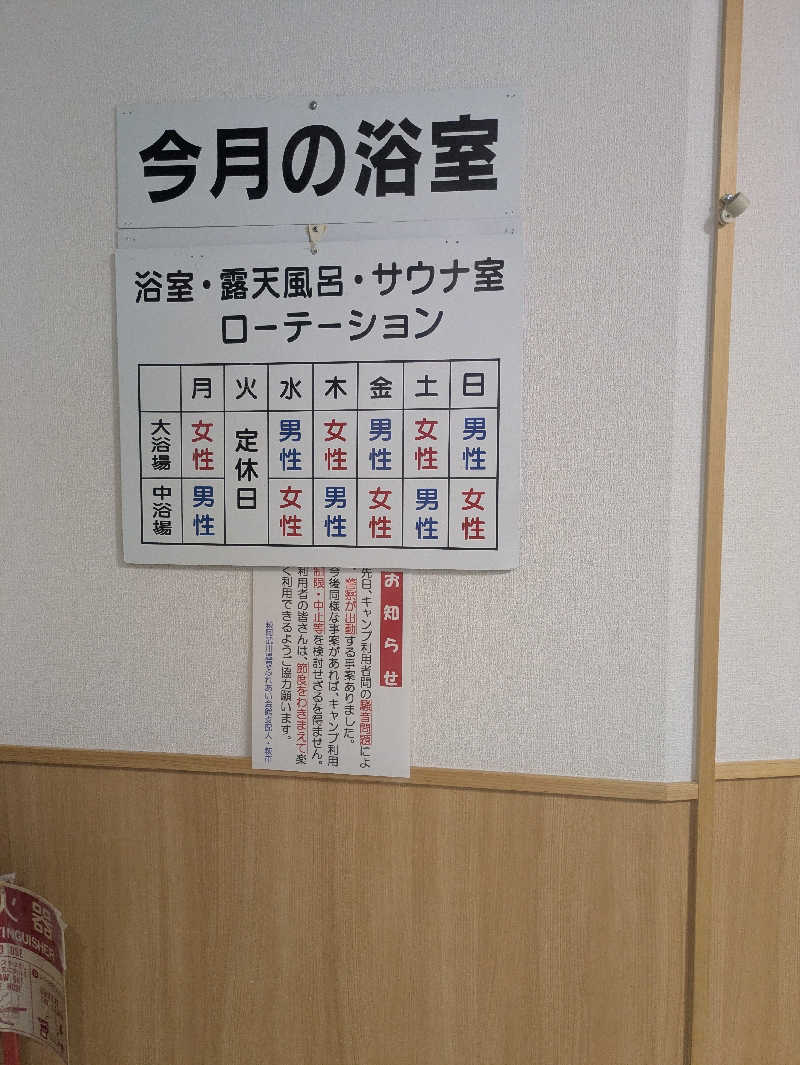 今月の浴室
浴室・露天風呂・サウナ室
ローテーション
月 火 水 木 金 土 日
大浴場 女性 定休日 男性 女性 男性 女性 男性
中浴場 男性 女性 男性 女性 男性 女性
お知らせ
先日、キャンプ利用者間の騒音問題によ
警察が出動する事案ありました。
今後同様な事案があれば、キャンプ利用
制限・中止等を検討せざるを得ません。
利用者の皆さんは、節度をわきまえて楽
く利用できるようご協力願います。
火器
TINGUISHER
USE